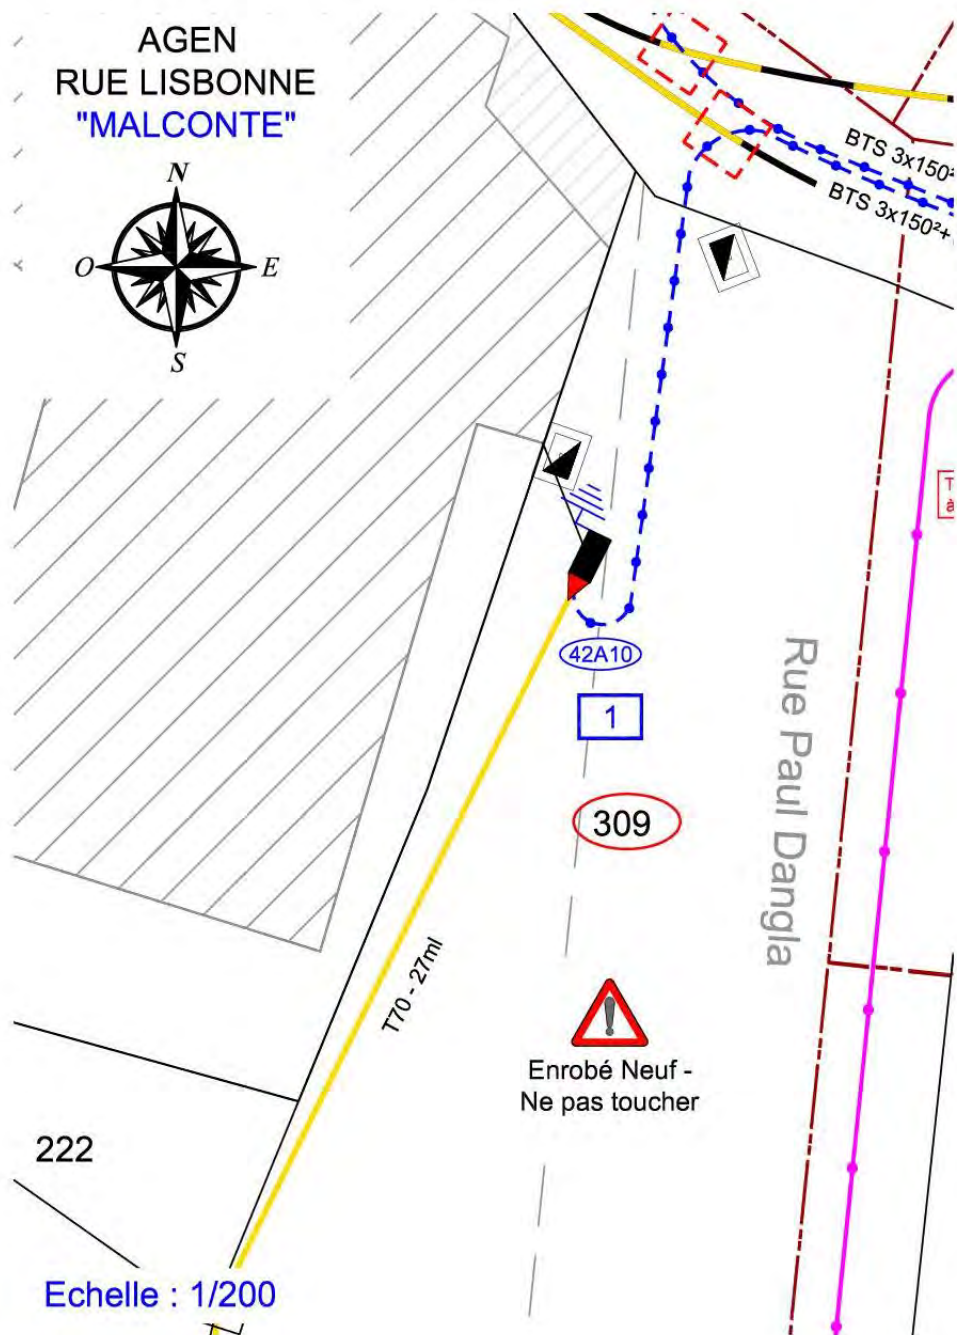 AGEN
RUE LISBONNE
"MALCONTE"
N
O
E
S
BTS 3x150²
BTS 3x150²+
42A10
1
309
Rue Paul Dangla
T70 - 27ml
Enrobé Neuf -
Ne pas toucher
222
Echelle : 1/200